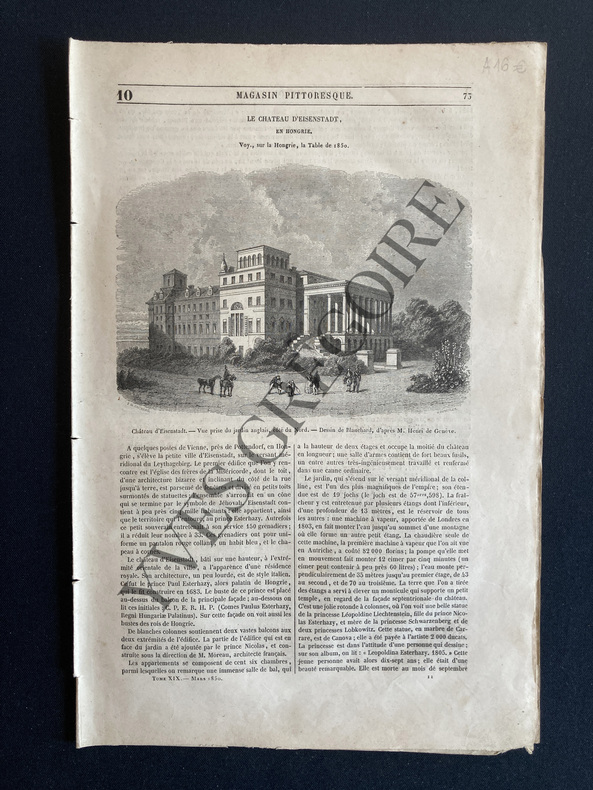 A16€
10
MAGASIN PITTORESQUE.
73
LE CHATEAU D'EISENSTADT,
EN HONGRIE.
Voy., sur la Hongrie, la Table de 1850.
Château d'Eisenstadt. — Vue prise du jardin anglais, côté du Nord. — Dessin de Blanchard, d'après M. Henri de Genève.
A quelques postes de Vienne, près de Pottendorf, en Hon-
grie, s'élève la petite ville d'Eisenstadt, sur le versant mé-
ridional du Leythagebirg. Le premier édifice que l'on y ren-
contre est l'église des frères de la Miséricorde, dont le toit,
d'une architecture bizarre et inclinant du côté de la rue
jusqu'à terre, est parsemé de et petits toits
surmontés de statuettes s'arrondit en un cône
qui se termine par le symbole de Jéhovah. Eisenstadt con-
tient à peu près habitants et appartient, ainsi
que le territoire qui au prince Esterhazy. Autrefois
ce petit souverain entretenait à son service 150 grenadiers ;
il a réduit leur nombre à 35. Les grenadiers ont pour uni-
forme un pantalon rouge collant, un habit bleu, et le cha-
peau à cornes.
Le château d'Eisenstadt, bâti sur une hauteur, à l'extré-
mité orientale de la ville, a l'apparence d'une résidence
royale. Son architecture, un peu lourde, est de style italien.
Ce fut le prince Paul Esterhazy, alors palatin de Hongrie,
qui le fit construire en 1683. Le buste de ce prince est placé
au-dessus du balcon de la principale façade ; au-dessous on
lit ces initiales : C. P. E. R. H. P. (Comes Paulus Esterhazy,
Regni Hungariæ Palatinus). Sur cette façade on voit aussi les
bustes des rois de Hongrie.
De blanches colonnes soutiennent deux vastes balcons aux
deux extrémités de l'édifice. La partie de l'édifice qui est en
face du jardin a été ajoutée par le prince Nicolas, et con-
struite sous la direction de M. Moreau, architecte français.
Les appartements se composent de cent six chambres,
parmi lesquelles on remarque une immense salle de bal, qui
a la hauteur de deux étages et occupe la moitié du château
en longueur ; une salle d'armes contient de fort beaux fusils,
un entre autres très-ingénieusement travaillé et renfermé
dans une canne ordinaire.
Le jardin, qui s'étend sur le versant méridional de la col-
line, est l'un des plus magnifiques de l'empire ; son éten-
due est de 49 jochs (le joch est de 57 ,598). La fraî-
cheur y est entretenue par plusieurs étangs dont l'inférieur,
d'une profondeur de 13 mètres, est le réservoir de tous
les autres : une machine à vapeur, apportée de Londres en
1803, en fait monter l'eau jusqu'au sommet d'une montagne
où elle forme un autre petit étang. La chaudière seule de
cette machine, la première machine à vapeur que l'on ait vue
en Autriche, a coûté 32 000 florins ; la pompe qu'elle met
en mouvement fait monter 12 eimer par cinq minutes (un
eimer peut contenir à peu près 60 litres) ; l'eau monte per-
pendiculairement de 35 mètres jusqu'au premier étage, de 53
au second, et de 70 au troisième. La terre que l'on a tirée
des étangs a servi à élever un monticule qui supporte un petit
temple, en regard de la façade septentrionale du château.
C'est une jolie rotonde à colonnes, où l'on voit une belle statue
de la princesse Léopoldine Liechtenstein, fille du prince Nico-
las Esterhazy, et mère de la princesse Schwarzenberg et de
deux princesses Lobkowitz. Cette statue, en marbre de Car-
rare, est de Canova ; elle a été payée à l'artiste 2 000 ducats.
La princesse est dans l'attitude d'une personne qui dessine ;
sur son album, on lit : « Leopoldina Esterhazy. 1805. » Cette
jeune personne avait alors dix-sept ans ; elle était d'une
beauté remarquable. Elle est morte au mois de septembre
TOME XIX. — MARS 1850.
YVES GRÉGOIRE